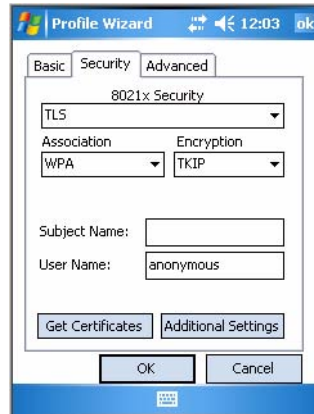 Profile Wizard 12:03 ok
Basic Security Advanced
8021x Security
TLS
Association Encryption
WPA TKIP
Subject Name:
User Name: anonymous
Get Certificates Additional Settings
OK Cancel